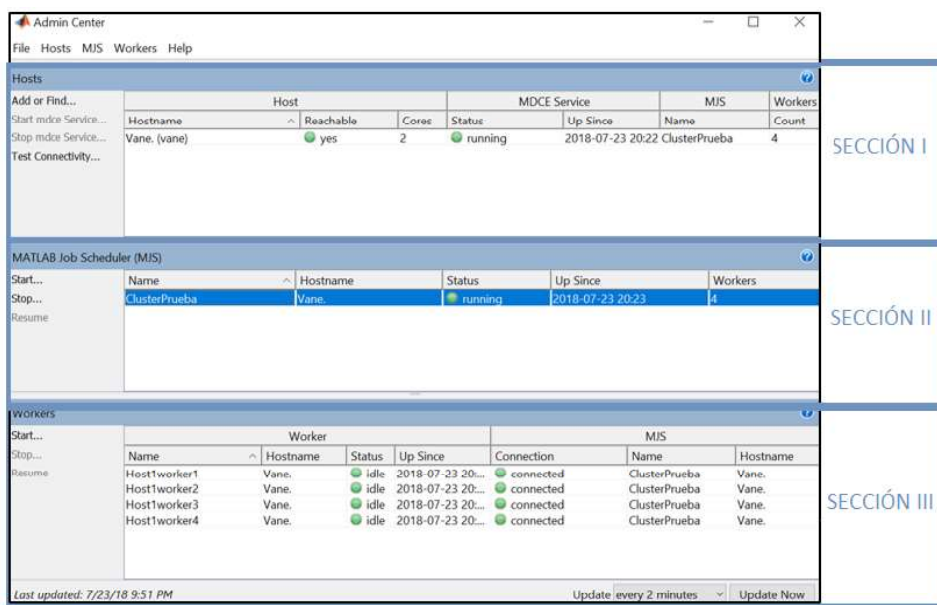 Admin Center
File Hosts MJS Workers Help
Hosts
Add or Find...
Start mdce Service...
Stop mdce Service...
Test Connectivity...
Host MDCE Service MJS Workers
Hostname Reachable Cores Status Up Since Name Count
Vane. (vane) yes 2 running 2018-07-23 20:22 ClusterPrueba 4
SECCIÓN I
MATLAB Job Scheduler (MJS)
Start...
Stop...
Resume
Name Hostname Status Up Since Workers
ClusterPrueba Vane. running 2018-07-23 20:23 4
SECCIÓN II
Workers
Start...
Stop...
Resume
Worker MJS
Name Hostname Status Up Since Connection Name Hostname
Host1worker1 Vane. idle 2018-07-23 20:... connected ClusterPrueba Vane.
Host1worker2 Vane. idle 2018-07-23 20:... connected ClusterPrueba Vane.
Host1worker3 Vane. idle 2018-07-23 20:... connected ClusterPrueba Vane.
Host1worker4 Vane. idle 2018-07-23 20:... connected ClusterPrueba Vane.
SECCIÓN III
Last updated: 7/23/18 9:51 PM Update every 2 minutes Update Now